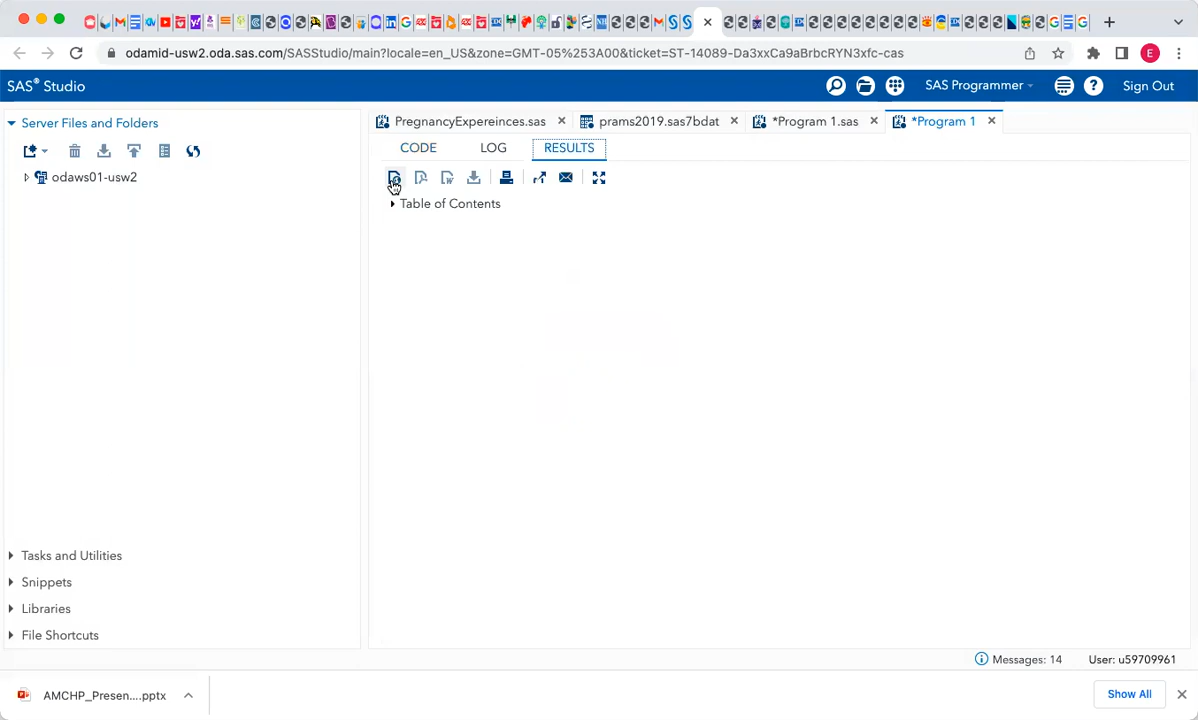 odamid-usw2.oda.sas.com/SASStudio/main?locale=en_US&zone=GMT-05%253A00&ticket=ST-14089-Da3xxCa9aBrbcRYN3xfc-cas
E
SAS® Studio
SAS Programmer
Sign Out
Server Files and Folders
PregnancyExpereinces.sas
prams2019.sas7bdat
*Program 1.sas
*Program 1
CODE
LOG
RESULTS
odaws01-usw2
Table of Contents
Tasks and Utilities
Snippets
Libraries
File Shortcuts
Messages: 14
User: u59709961
AMCHP_Presen....pptx
Show All